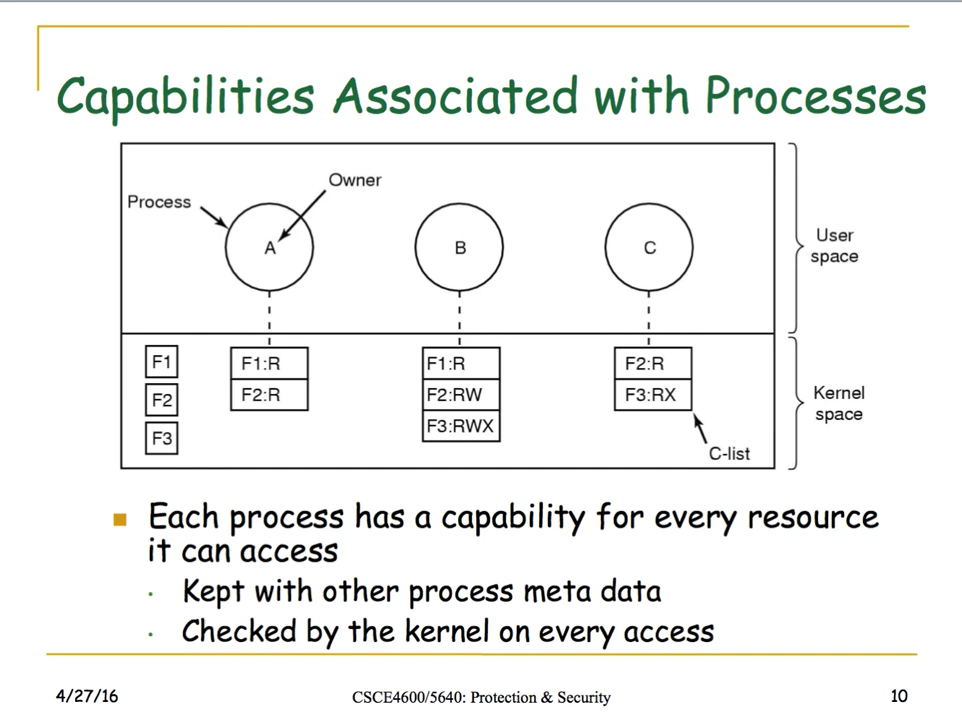 Capabilities Associated with Processes
Owner
Process
A
B
C
User
space
F1
F2
F3
F1:R
F2:R
F1:R
F2:RW
F3:RWX
F2:R
F3:RX
C-list
Kernel
space
Each process has a capability for every resource
it can access
Kept with other process meta data
Checked by the kernel on every access
4/27/16
CSCE4600/5640: Protection & Security
10